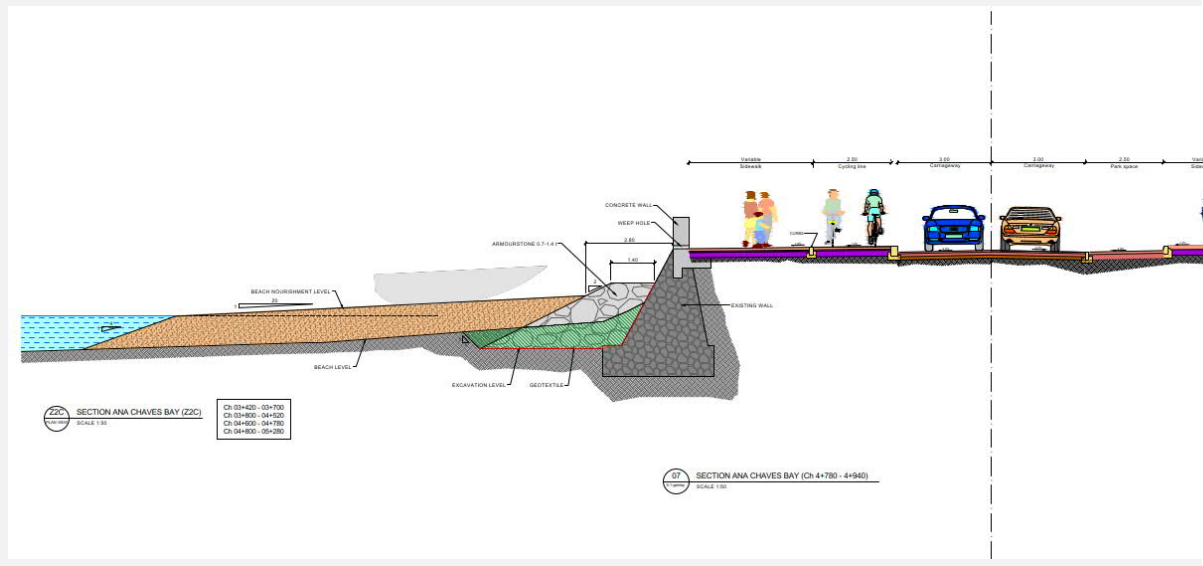 Variable
Sidewalk
2.50
Cycling line
3.00
Carriageway
3.00
Carriageway
2.50
Park space
CONCRETE WALL
WEEP HOLE
CURBS
2.80
ARMOURSTONE 0.7-1.4 t
1.40
2
BEACH NOURISHMENT LEVEL
20
1
EXISTING WALL
BEACH LEVEL
EXCAVATION LEVEL
GEOTEXTILE
Z2C
SECTION ANA CHAVES BAY (Z2C)
SCALE 1:50
Ch 03+420 - 03+700
Ch 03+800 - 04+520
Ch 04+600 - 04+780
Ch 04+800 - 05+280
07
SECTION ANA CHAVES BAY (Ch 4+780 - 4+940)
SCALE 1:50